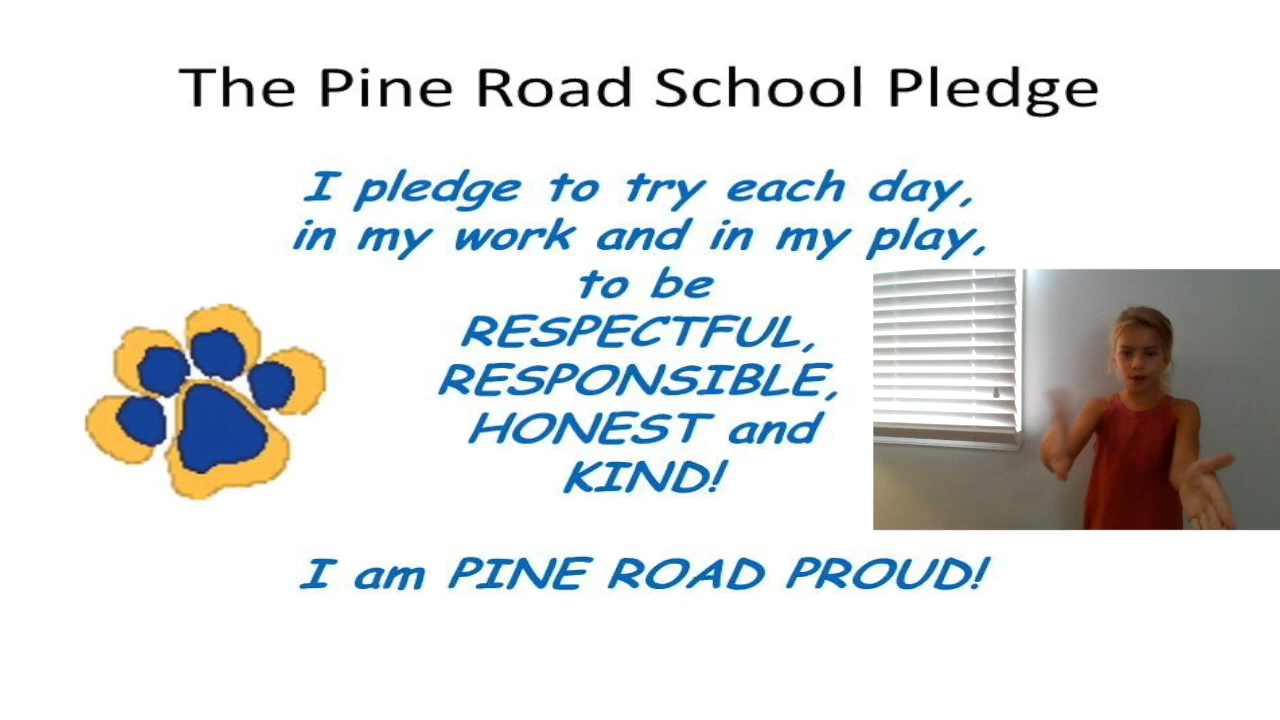 The Pine Road School Pledge
I pledge to try each day,
in my work and in my play,
to be
RESPECTFUL,
RESPONSIBLE,
HONEST and
KIND!
I am PINE ROAD PROUD!